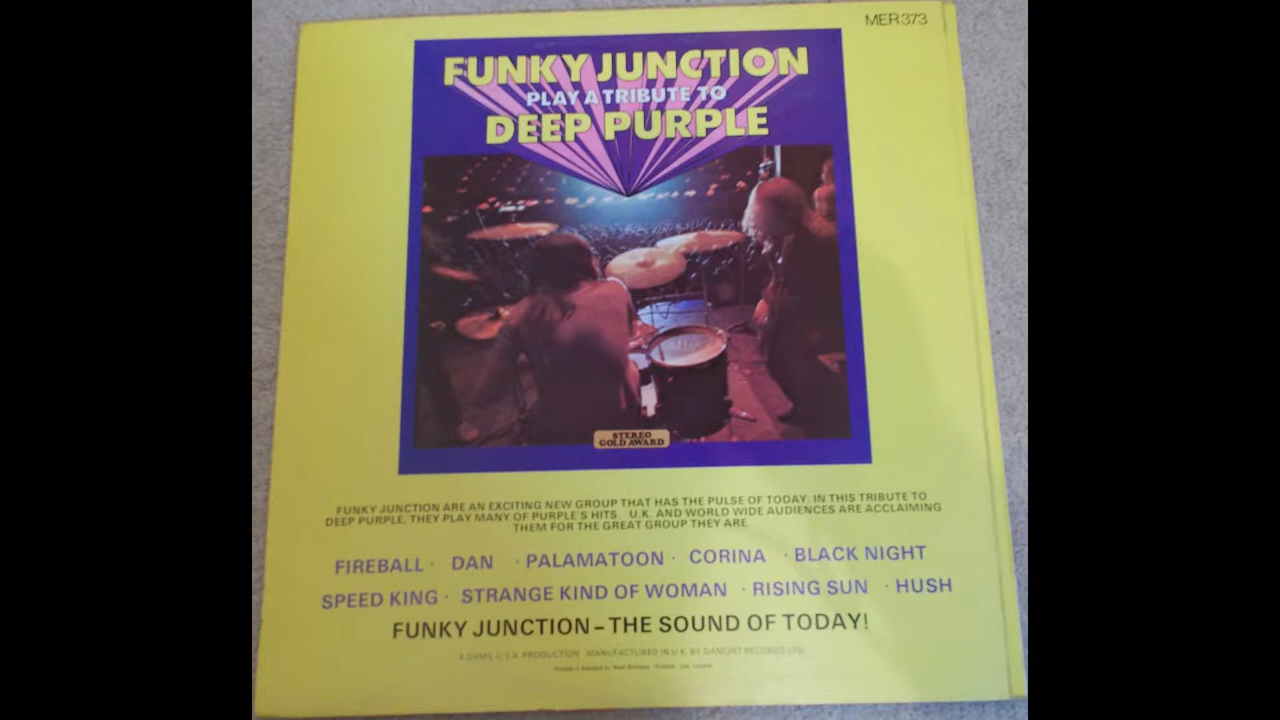 MER 373
FUNKY JUNCTION
PLAY A TRIBUTE TO
DEEP PURPLE
STEREO
GOLD AWARD
FUNKY JUNCTION ARE AN EXCITING NEW GROUP THAT HAS THE PULSE OF TODAY. IN THIS TRIBUTE TO
DEEP PURPLE. THEY PLAY MANY OF PURPLE'S HITS. U.K. AND WORLD WIDE AUDIENCES ARE ACCLAIMING
THEM FOR THE GREAT GROUP THEY ARE.
FIREBALL · DAN · PALAMATOON · CORINA · BLACK NIGHT
SPEED KING · STRANGE KIND OF WOMAN · RISING SUN · HUSH
FUNKY JUNCTION – THE SOUND OF TODAY!
A DAMIL U.S.A. PRODUCTION MANUFACTURED IN U.K. BY DAMONT RECORDS LTD.
Printed in England by